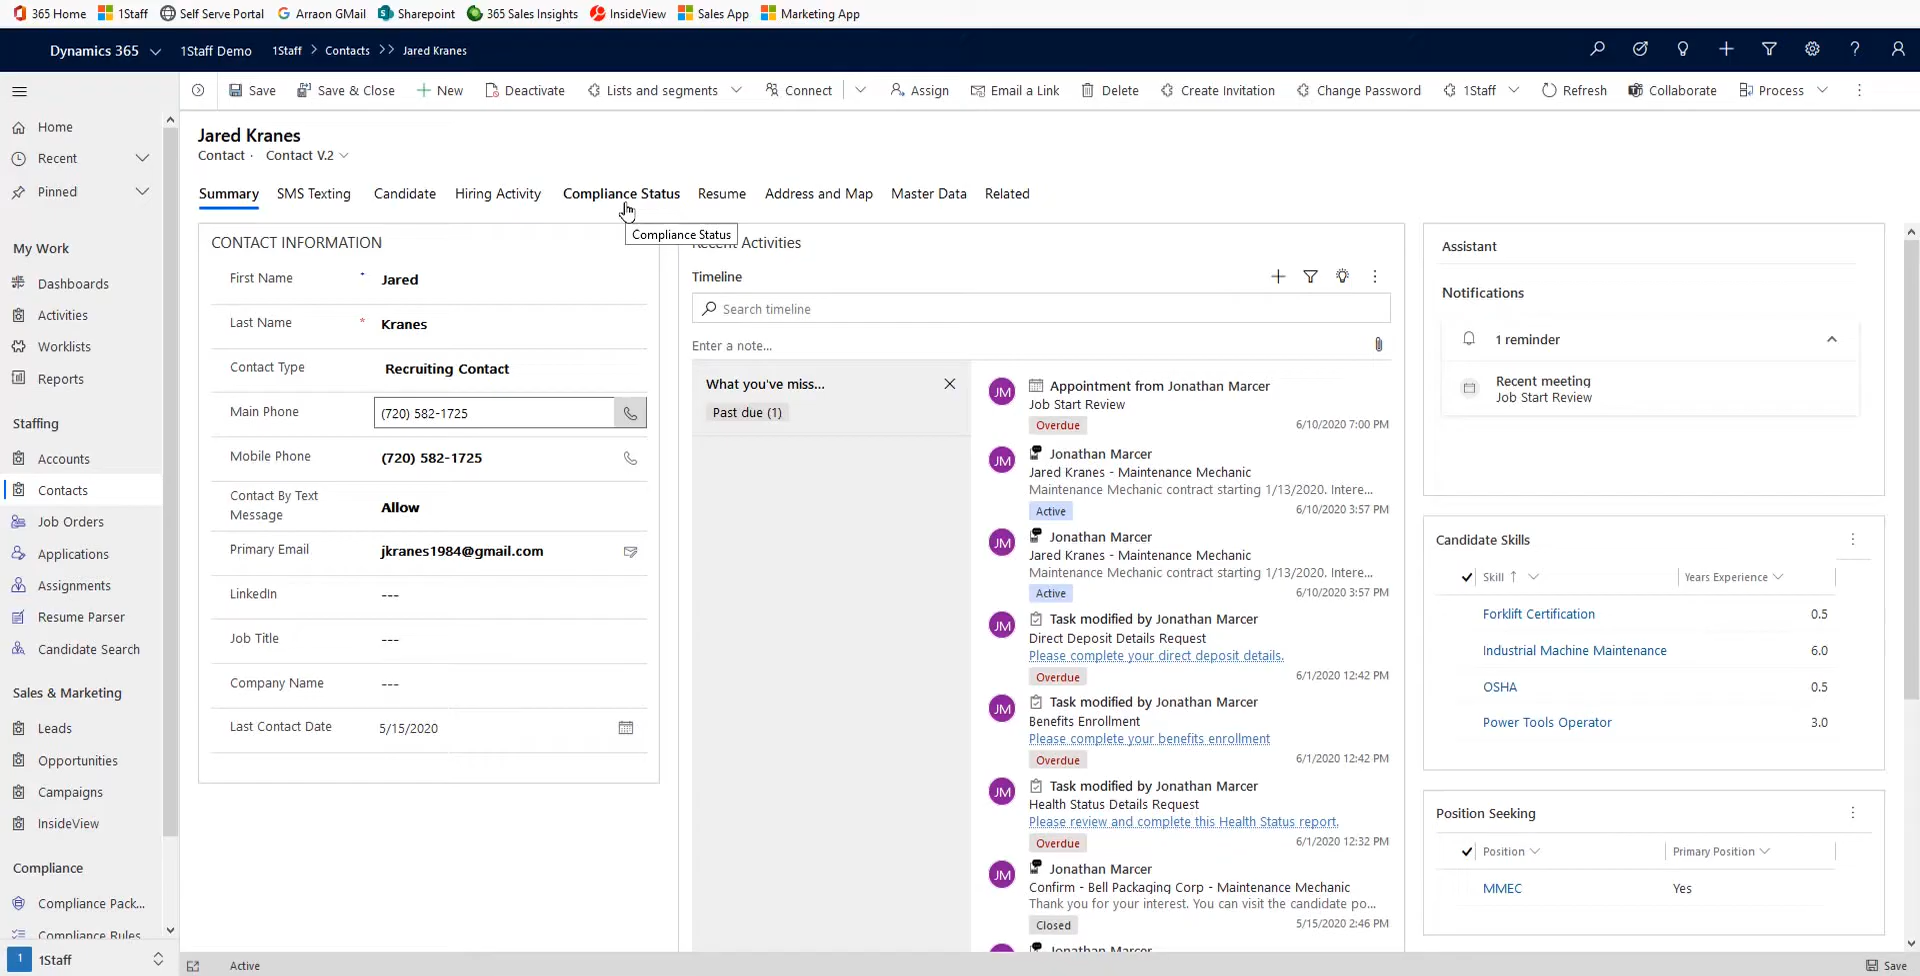 365 Home 1Staff Self Serve Portal Arraon GMail Sharepoint 365 Sales Insights InsideView Sales App Marketing App
Dynamics 365 1Staff Demo 1Staff > Contacts >> Jared Kranes
Save Save & Close New Deactivate Lists and segments Connect Assign Email a Link Delete Create Invitation Change Password 1Staff Refresh Collaborate Process
Home
Recent
Pinned
My Work
Dashboards
Activities
Worklists
Reports
Staffing
Accounts
Contacts
Job Orders
Applications
Assignments
Resume Parser
Candidate Search
Sales & Marketing
Leads
Opportunities
Campaigns
InsideView
Compliance
Compliance Pack...
Compliance Rules
1 1Staff
Jared Kranes
Contact · Contact V.2
Summary SMS Texting Candidate Hiring Activity Compliance Status Resume Address and Map Master Data Related
Compliance Status
CONTACT INFORMATION
First Name * Jared
Last Name * Kranes
Contact Type Recruiting Contact
Main Phone (720) 582-1725
Mobile Phone (720) 582-1725
Contact By Text
Message
Allow
Primary Email jkranes1984@gmail.com
LinkedIn ---
Job Title ---
Company Name ---
Last Contact Date 5/15/2020
Recent Activities
Timeline
Search timeline
Enter a note...
What you've miss...
Past due (1)
JM Appointment from Jonathan Marcer
Job Start Review
Overdue 6/10/2020 7:00 PM
JM Jonathan Marcer
Jared Kranes - Maintenance Mechanic
Maintenance Mechanic contract starting 1/13/2020. Intere...
Active 6/10/2020 3:57 PM
JM Jonathan Marcer
Jared Kranes - Maintenance Mechanic
Maintenance Mechanic contract starting 1/13/2020. Intere...
Active 6/10/2020 3:57 PM
JM Task modified by Jonathan Marcer
Direct Deposit Details Request
Please complete your direct deposit details.
Overdue 6/1/2020 12:42 PM
JM Task modified by Jonathan Marcer
Benefits Enrollment
Please complete your benefits enrollment
Overdue 6/1/2020 12:42 PM
JM Task modified by Jonathan Marcer
Health Status Details Request
Please review and complete this Health Status report.
Overdue 6/1/2020 12:32 PM
JM Jonathan Marcer
Confirm - Bell Packaging Corp - Maintenance Mechanic
Thank you for your interest. You can visit the candidate po...
Closed 5/15/2020 2:46 PM
Jonathan Marcer
Assistant
Notifications
1 reminder
Recent meeting
Job Start Review
Candidate Skills
Skill Years Experience
Forklift Certification 0.5
Industrial Machine Maintenance 6.0
OSHA 0.5
Power Tools Operator 3.0
Position Seeking
Position Primary Position
MMEC Yes
Active Save